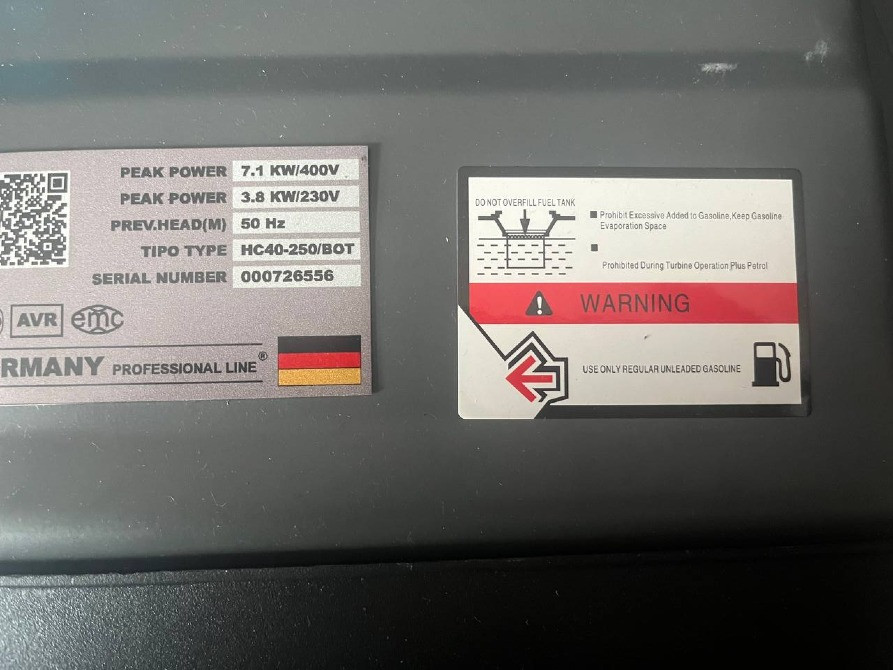 PEAK POWER 7.1 KW/400V
PEAK POWER 3.8 KW/230V
PREV.HEAD(M) 50 Hz
TIPO TYPE HC40-250/BOT
SERIAL NUMBER 000726556
AVR emc
RMANY PROFESSIONAL LINE®
DO NOT OVERFILL FUEL TANK
Prohibit Excessive Added to Gasoline,Keep Gasoline
Evaporation Space
Prohibited During Turbine Operation Plus Petrol
WARNING
USE ONLY REGULAR UNLEADED GASOLINE